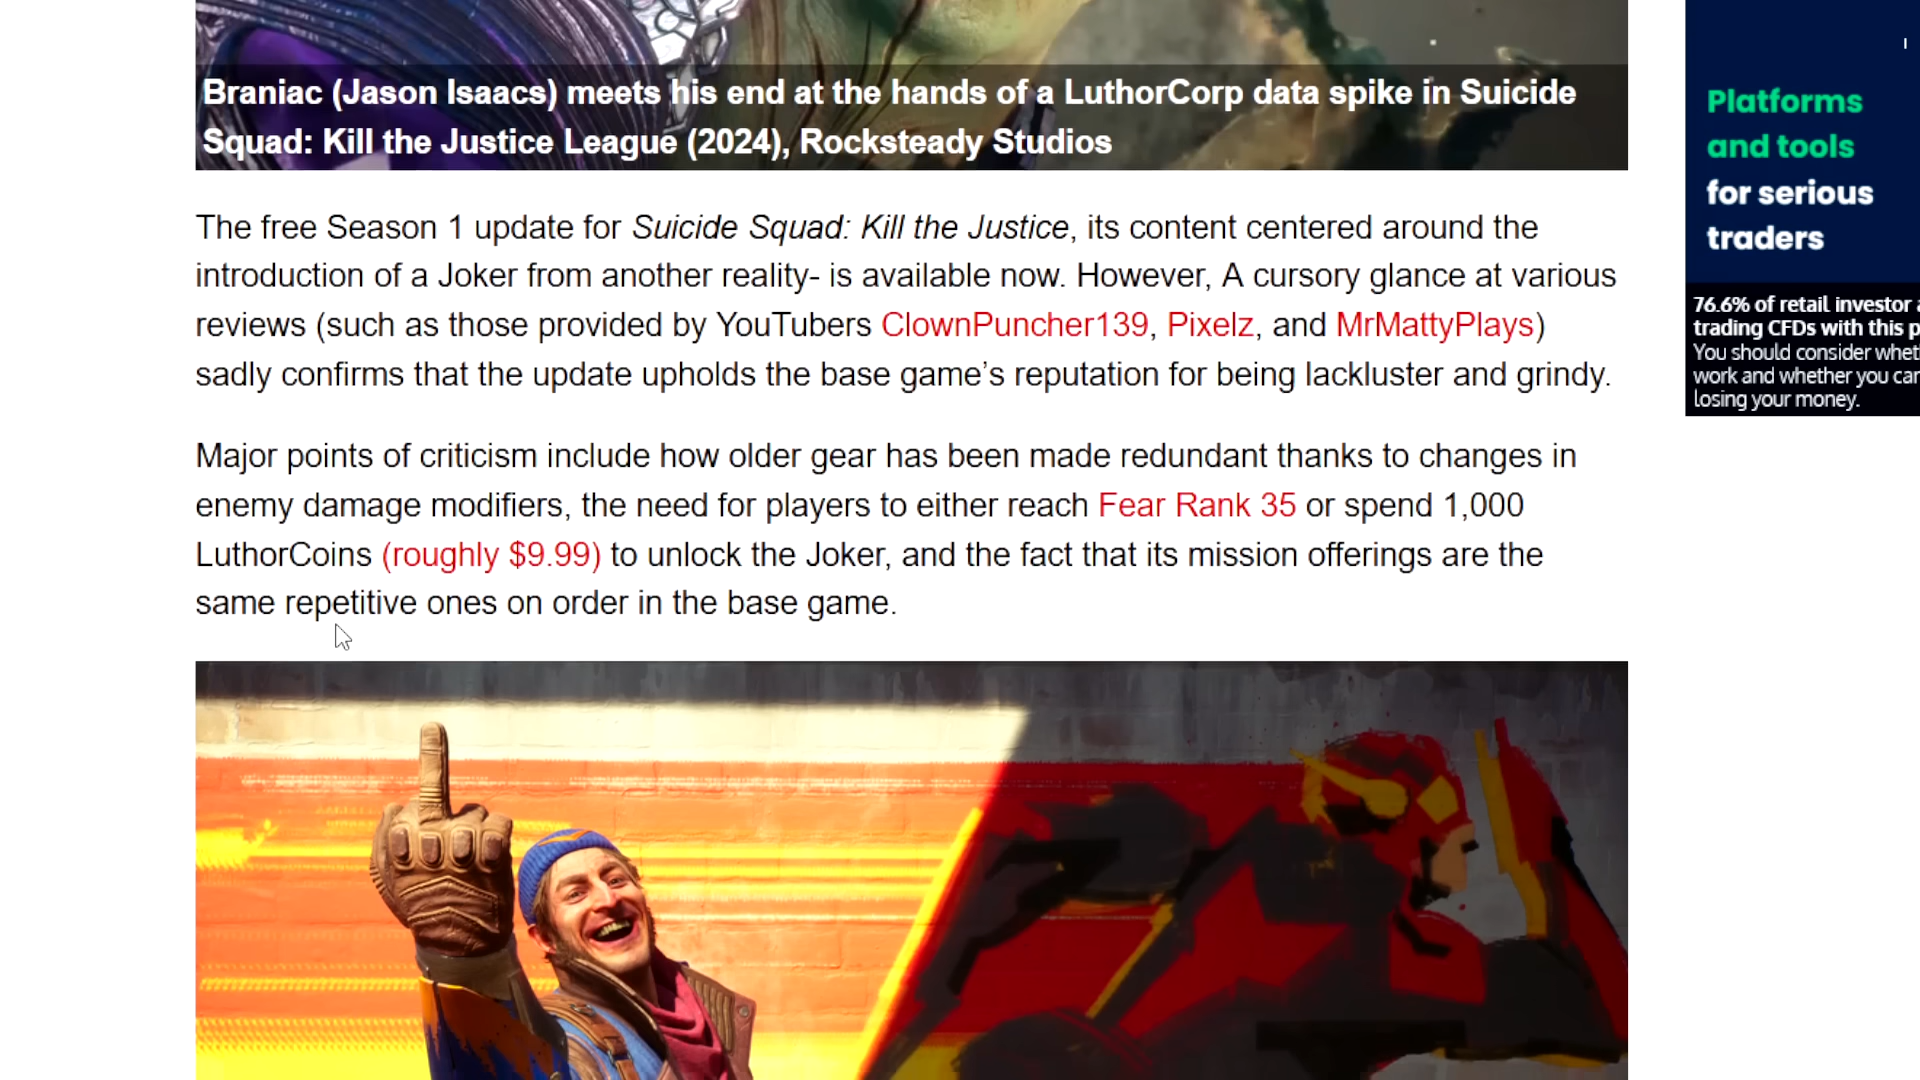 Braniac (Jason Isaacs) meets his end at the hands of a LuthorCorp data spike in Suicide
Squad: Kill the Justice League (2024), Rocksteady Studios
The free Season 1 update for Suicide Squad: Kill the Justice, its content centered around the
introduction of a Joker from another reality- is available now. However, A cursory glance at various
reviews (such as those provided by YouTubers ClownPuncher139, Pixelz, and MrMattyPlays)
sadly confirms that the update upholds the base game’s reputation for being lackluster and grindy.
Major points of criticism include how older gear has been made redundant thanks to changes in
enemy damage modifiers, the need for players to either reach Fear Rank 35 or spend 1,000
LuthorCoins (roughly $9.99) to unlock the Joker, and the fact that its mission offerings are the
same repetitive ones on order in the base game.
Platforms
and tools
for serious
traders
76.6% of retail investor
trading CFDs with this
You should consider
work and whether you
losing your money.